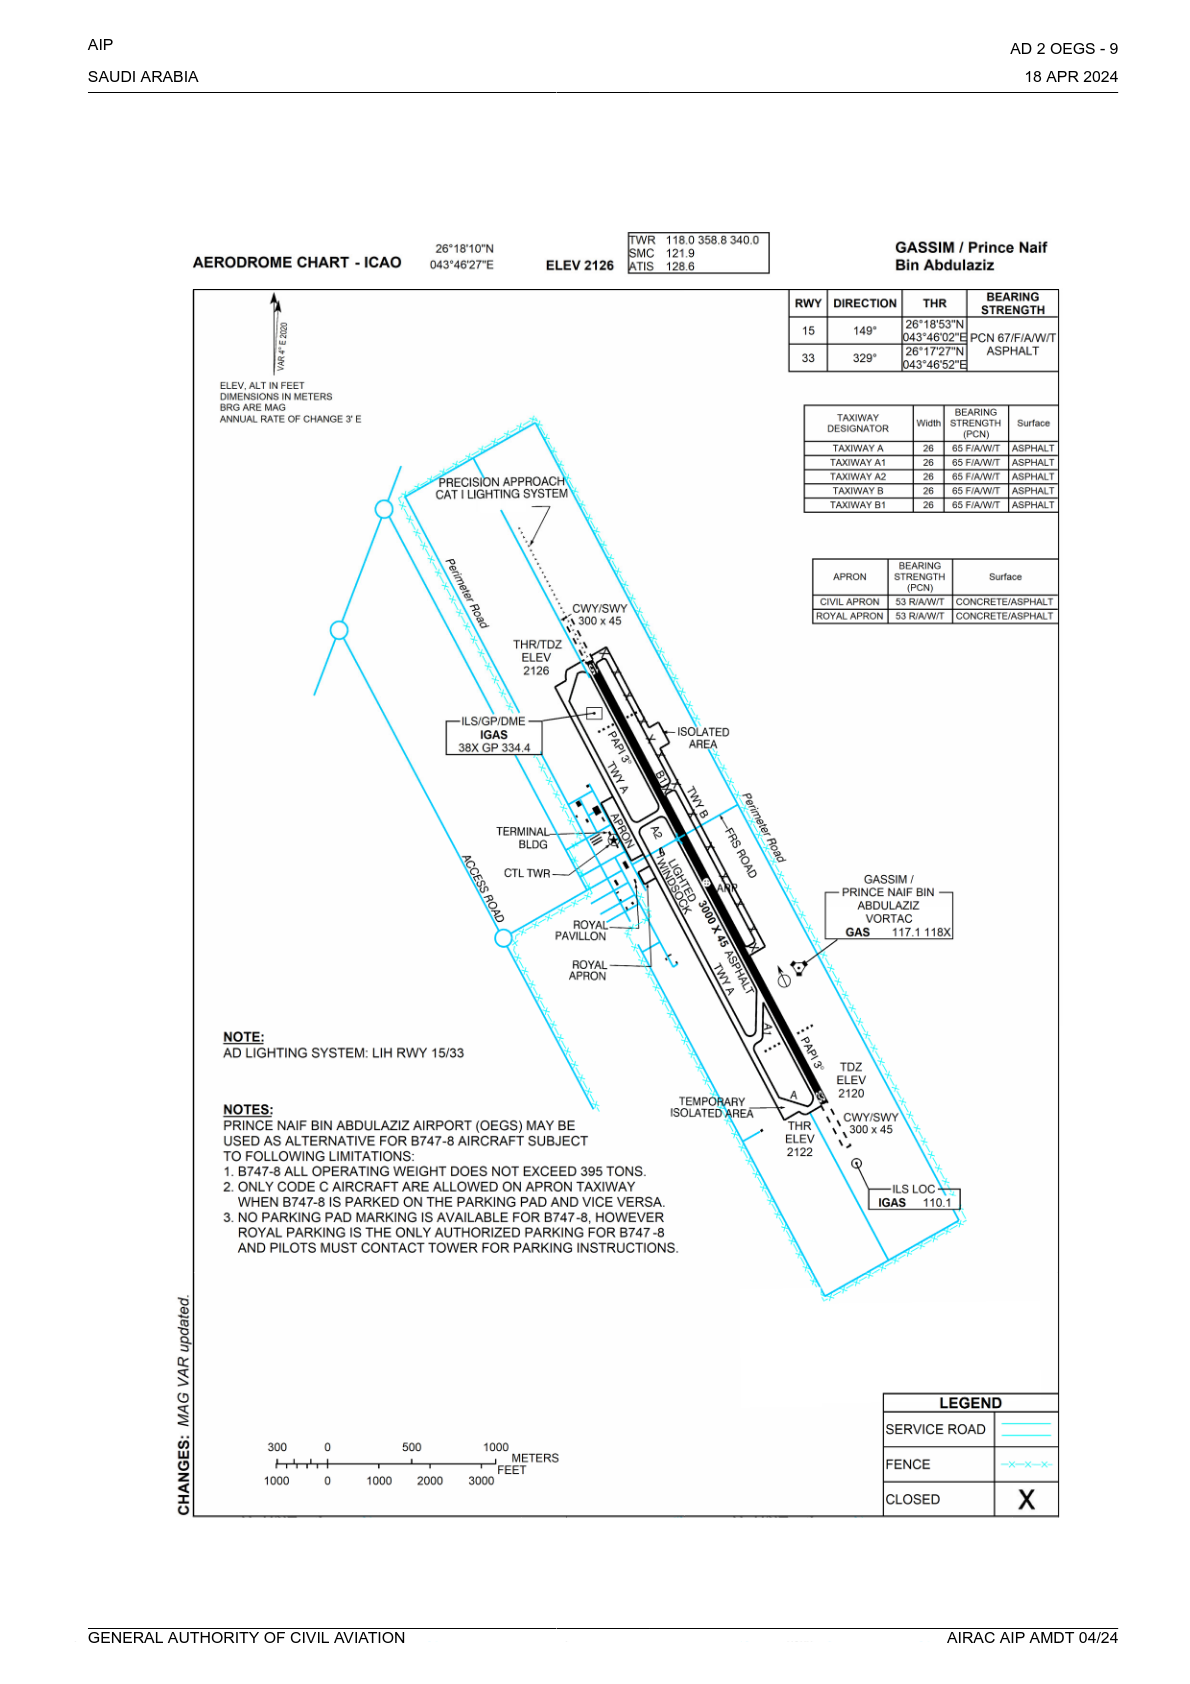 AIP
AD 2 OEGS - 9
SAUDI ARABIA
18 APR 2024
AERODROME CHART - ICAO
26°18'10"N
043°46'27"E
ELEV 2126
TWR 118.0 358.8 340.0
SMC 121.9
ATIS 128.6
GASSIM / Prince Naif
Bin Abdulaziz
VAR 4° E 2020
ELEV, ALT IN FEET
DIMENSIONS IN METERS
BRG ARE MAG
ANNUAL RATE OF CHANGE 3' E
RWY DIRECTION THR BEARING STRENGTH
15 149° 26°18'53"N 043°46'02"E
33 329° 26°17'27"N 043°46'52"E
PCN 67/F/A/W/T
ASPHALT
TAXIWAY DESIGNATOR Width BEARING STRENGTH (PCN) Surface
TAXIWAY A 26 65 F/A/W/T ASPHALT
TAXIWAY A1 26 65 F/A/W/T ASPHALT
TAXIWAY A2 26 65 F/A/W/T ASPHALT
TAXIWAY B 26 65 F/A/W/T ASPHALT
TAXIWAY B1 26 65 F/A/W/T ASPHALT
APRON BEARING STRENGTH (PCN) Surface
CIVIL APRON 53 R/A/W/T CONCRETE/ASPHALT
ROYAL APRON 53 R/A/W/T CONCRETE/ASPHALT
PRECISION APPROACH
CAT I LIGHTING SYSTEM
Perimeter Road
CWY/SWY
300 x 45
THR/TDZ
ELEV
2126
ILS/GP/DME
IGAS
38X GP 334.4
ISOLATED
AREA
PAPI 3°
TWY A
B1
TWY B
Perimeter Road
APRON
A2
FRS ROAD
TERMINAL
BLDG
CTL TWR
LIGHTED
WINDSOCK
ARP
ACCESS ROAD
3000 X 45 ASPHALT
GASSIM /
PRINCE NAIF BIN
ABDULAZIZ
VORTAC
GAS 117.1 118X
ROYAL
PAVILLON
ROYAL
APRON
TWY A
A1
PAPI 3°
TDZ
ELEV
2120
A
TEMPORARY
ISOLATED AREA
THR
ELEV
2122
CWY/SWY
300 x 45
ILS LOC
IGAS 110.1
NOTE:
AD LIGHTING SYSTEM: LIH RWY 15/33
NOTES:
PRINCE NAIF BIN ABDULAZIZ AIRPORT (OEGS) MAY BE
USED AS ALTERNATIVE FOR B747-8 AIRCRAFT SUBJECT
TO FOLLOWING LIMITATIONS:
1. B747-8 ALL OPERATING WEIGHT DOES NOT EXCEED 395 TONS.
2. ONLY CODE C AIRCRAFT ARE ALLOWED ON APRON TAXIWAY
WHEN B747-8 IS PARKED ON THE PARKING PAD AND VICE VERSA.
3. NO PARKING PAD MARKING IS AVAILABLE FOR B747-8, HOWEVER
ROYAL PARKING IS THE ONLY AUTHORIZED PARKING FOR B747 -8
AND PILOTS MUST CONTACT TOWER FOR PARKING INSTRUCTIONS.
CHANGES: MAG VAR updated.
300 0 500 1000
METERS
FEET
1000 0 1000 2000 3000
LEGEND
SERVICE ROAD
FENCE
CLOSED X
GENERAL AUTHORITY OF CIVIL AVIATION
AIRAC AIP AMDT 04/24